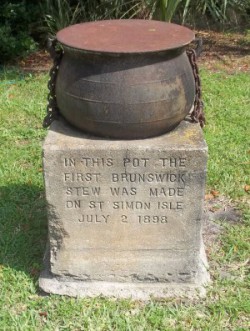 IN THIS POT THE
FIRST BRUNSWICK
STEW WAS MADE
ON ST SIMON ISLE
JULY 2 1898